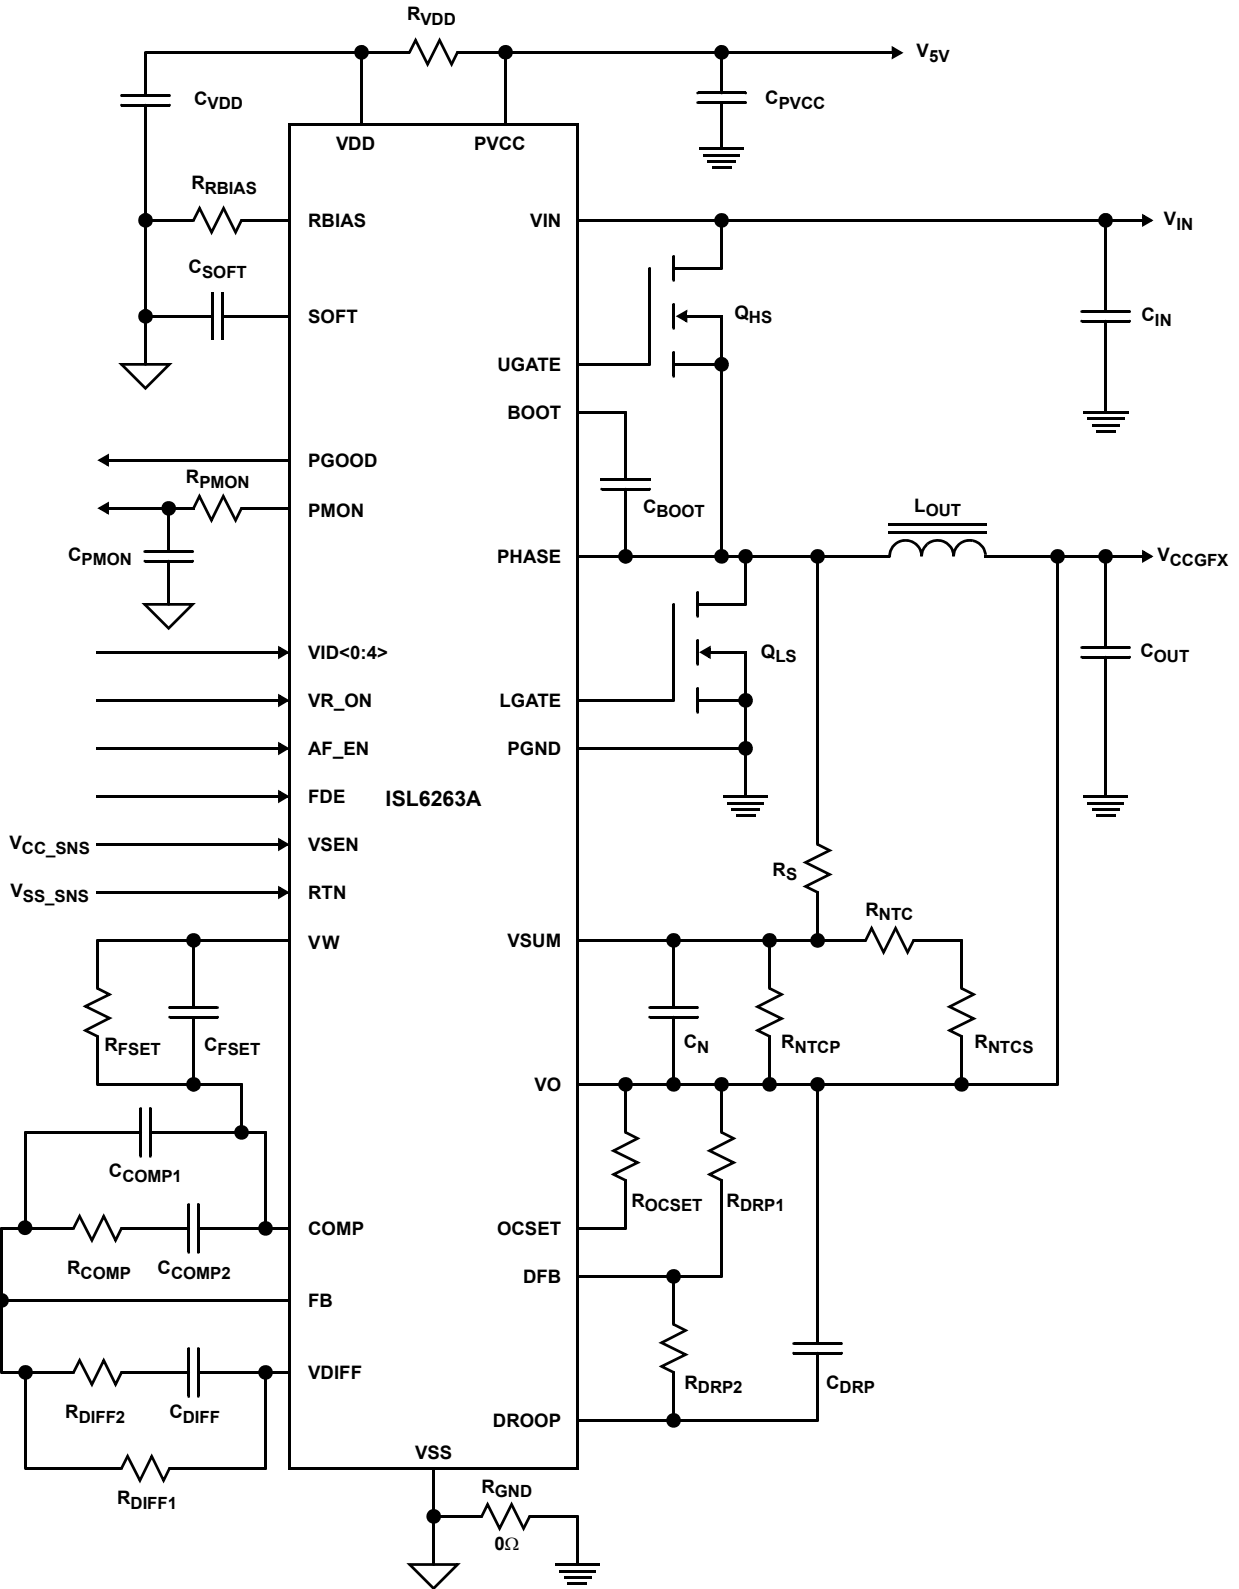 RVDD
V5V
CVDD
CPVCC
VDD
PVCC
RRBIAS
RBIAS
VIN
VIN
CSOFT
SOFT
QHS
CIN
UGATE
BOOT
PGOOD
RPMON
PMON
CBOOT
LOUT
CPMON
PHASE
VCCGFX
VID<0:4>
QLS
COUT
VR_ON
LGATE
AF_EN
PGND
FDE
ISL6263A
VCC_SNS
VSEN
RS
VSS_SNS
RTN
RNTC
VW
VSUM
RFSET
CFSET
CN
RNTCP
RNTCS
VO
CCOMP1
ROCSET
RDRP1
COMP
OCSET
RCOMP
CCOMP2
DFB
FB
VDIFF
RDRP2
CDRP
RDIFF2
CDIFF
DROOP
VSS
RDIFF1
RGND
0Ω